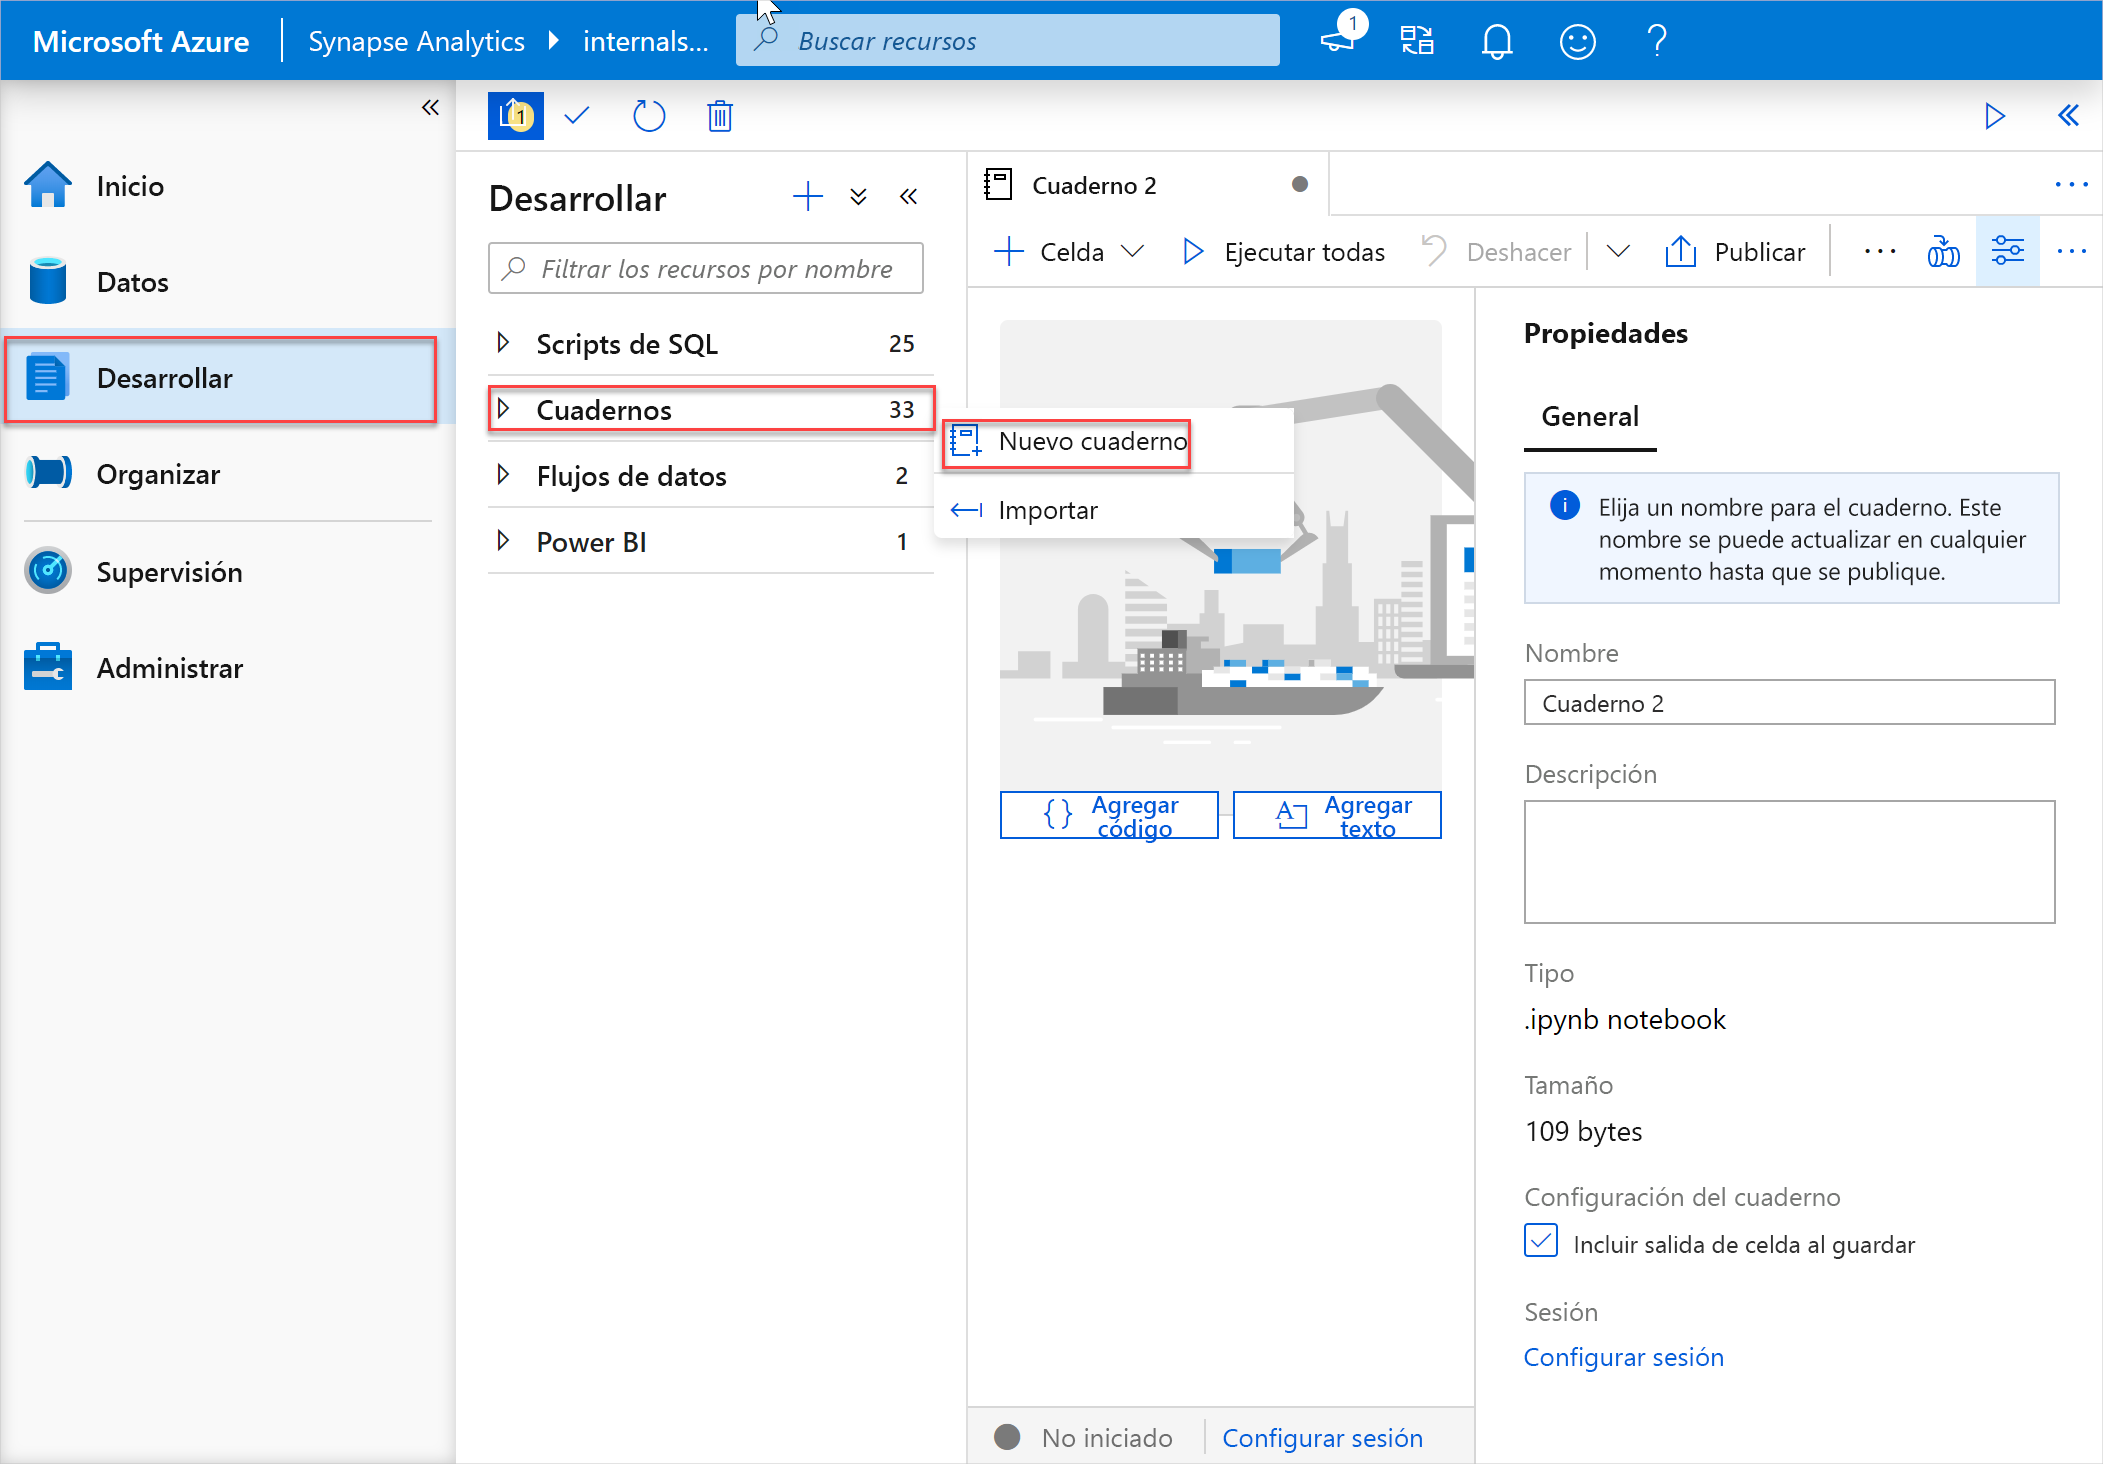 Microsoft Azure
Synapse Analytics
internals...
Buscar recursos
1
?
1
Inicio
Datos
Desarrollar
Organizar
Supervisión
Administrar
Desarrollar
Filtrar los recursos por nombre
Scripts de SQL 25
Cuadernos 33
Flujos de datos 2
Power BI 1
Nuevo cuaderno
Importar
Cuaderno 2
Celda
Ejecutar todas
Deshacer
Publicar
Agregar
código
Agregar
texto
No iniciado
Configurar sesión
Propiedades
General
Elija un nombre para el cuaderno. Este
nombre se puede actualizar en cualquier
momento hasta que se publique.
Nombre
Cuaderno 2
Descripción
Tipo
.ipynb notebook
Tamaño
109 bytes
Configuración del cuaderno
Incluir salida de celda al guardar
Sesión
Configurar sesión